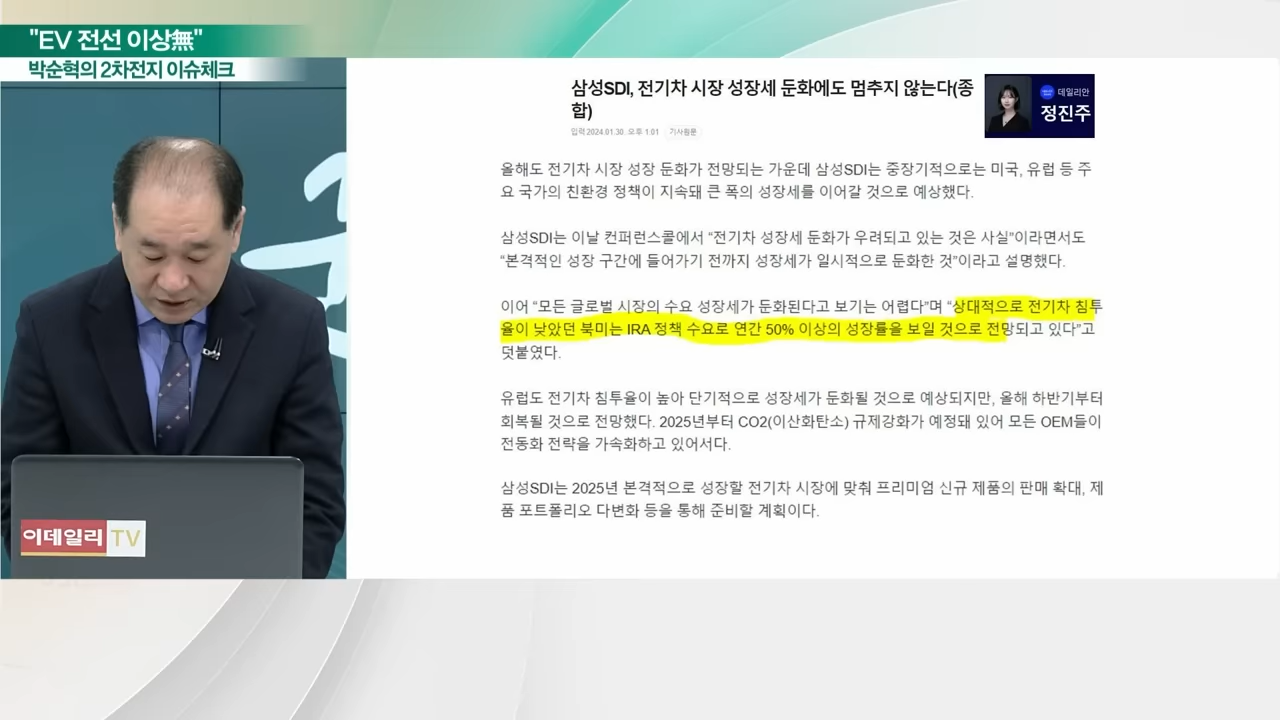 "EV 전선 이상無"
박순혁의 2차전지 이슈체크
삼성SDI, 전기차 시장 성장세 둔화에도 멈추지 않는다(종
합)
입력 2024.01.30. 오후 1:01 기사원문
데일리안
정진주
올해도 전기차 시장 성장 둔화가 전망되는 가운데 삼성SDI는 중장기적으로는 미국, 유럽 등 주
요 국가의 친환경 정책이 지속돼 큰 폭의 성장세를 이어갈 것으로 예상했다.
삼성SDI는 이날 컨퍼런스콜에서 “전기차 성장세 둔화가 우려되고 있는 것은 사실”이라면서도
“본격적인 성장 구간에 들어가기 전까지 성장세가 일시적으로 둔화한 것”이라고 설명했다.
이어 “모든 글로벌 시장의 수요 성장세가 둔화된다고 보기는 어렵다”며 “상대적으로 전기차 침투
율이 낮았던 북미는 IRA 정책 수요로 연간 50% 이상의 성장률을 보일 것으로 전망되고 있다”고
덧붙였다.
유럽도 전기차 침투율이 높아 단기적으로 성장세가 둔화될 것으로 예상되지만, 올해 하반기부터
회복될 것으로 전망했다. 2025년부터 CO2(이산화탄소) 규제강화가 예정돼 있어 모든 OEM들이
전동화 전략을 가속화하고 있어서다.
삼성SDI는 2025년 본격적으로 성장할 전기차 시장에 맞춰 프리미엄 신규 제품의 판매 확대, 제
품 포트폴리오 다변화 등을 통해 준비할 계획이다.
이데일리 TV